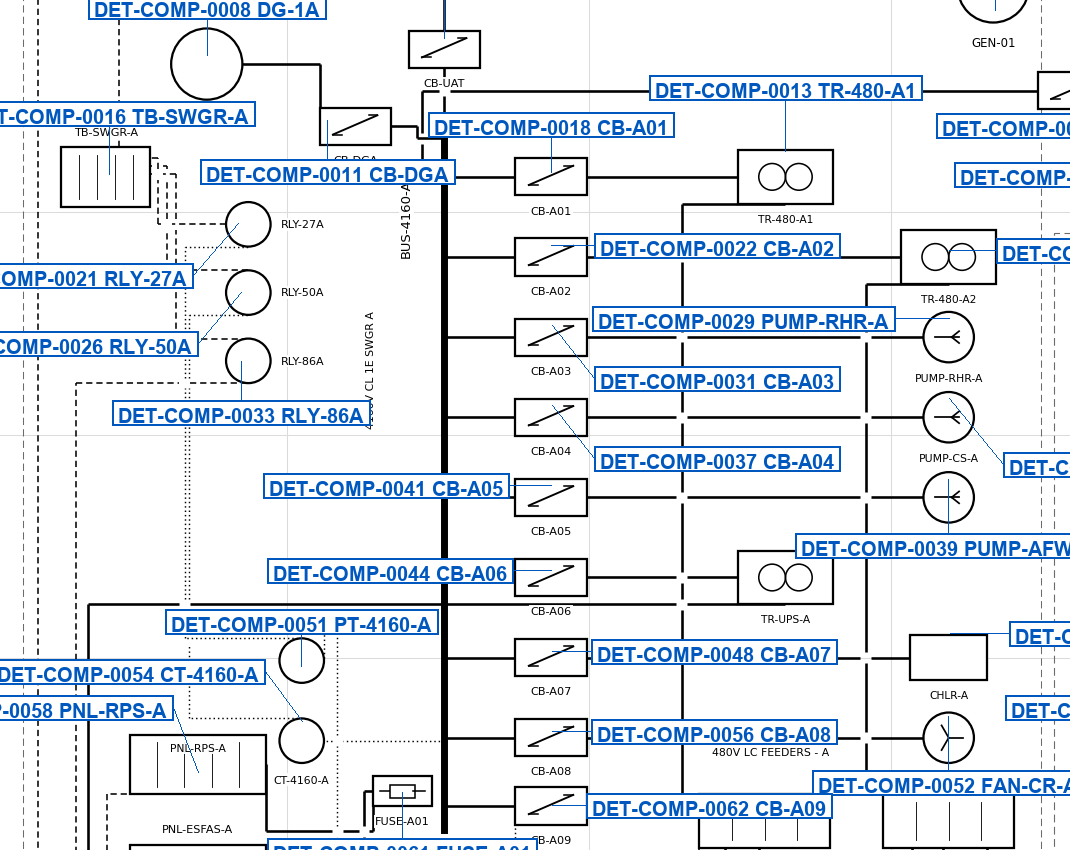 DET-COMP-0008 DG-1A
GEN-01
CB-UAT
DET-COMP-0013 TR-480-A1
T-COMP-0016 TB-SWGR-A
TB-SWGR-A
DET-COMP-0018 CB-A01
DET-COMP-00
CB-DGA
DET-COMP-0011 CB-DGA
DET-COMP-
BUS-4160-A
CB-A01
TR-480-A1
RLY-27A
DET-COMP-0022 CB-A02
DET-CO
OMP-0021 RLY-27A
CB-A02
RLY-50A
TR-480-A2
DET-COMP-0029 PUMP-RHR-A
COMP-0026 RLY-50A
RLY-86A
CB-A03
PUMP-RHR-A
DET-COMP-0031 CB-A03
V CL 1E SWGR A
DET-COMP-0033 RLY-86A
CB-A04
PUMP-CS-A
DET-COMP-0037 CB-A04
DET-C
DET-COMP-0041 CB-A05
CB-A05
DET-COMP-0039 PUMP-AFW
DET-COMP-0044 CB-A06
CB-A06
TR-UPS-A
DET-COMP-0051 PT-4160-A
DET-C
DET-COMP-0048 CB-A07
DET-COMP-0054 CT-4160-A
CB-A07
CHLR-A
-0058 PNL-RPS-A
DET-C
DET-COMP-0056 CB-A08
PNL-RPS-A
480V LC FEEDERS - A
CB-A08
CT-4160-A
DET-COMP-0052 FAN-CR-A
DET-COMP-0062 CB-A09
FUSE-A01
PNL-ESFAS-A
CB-A09
DET-COMP-0061 FUSE-A01